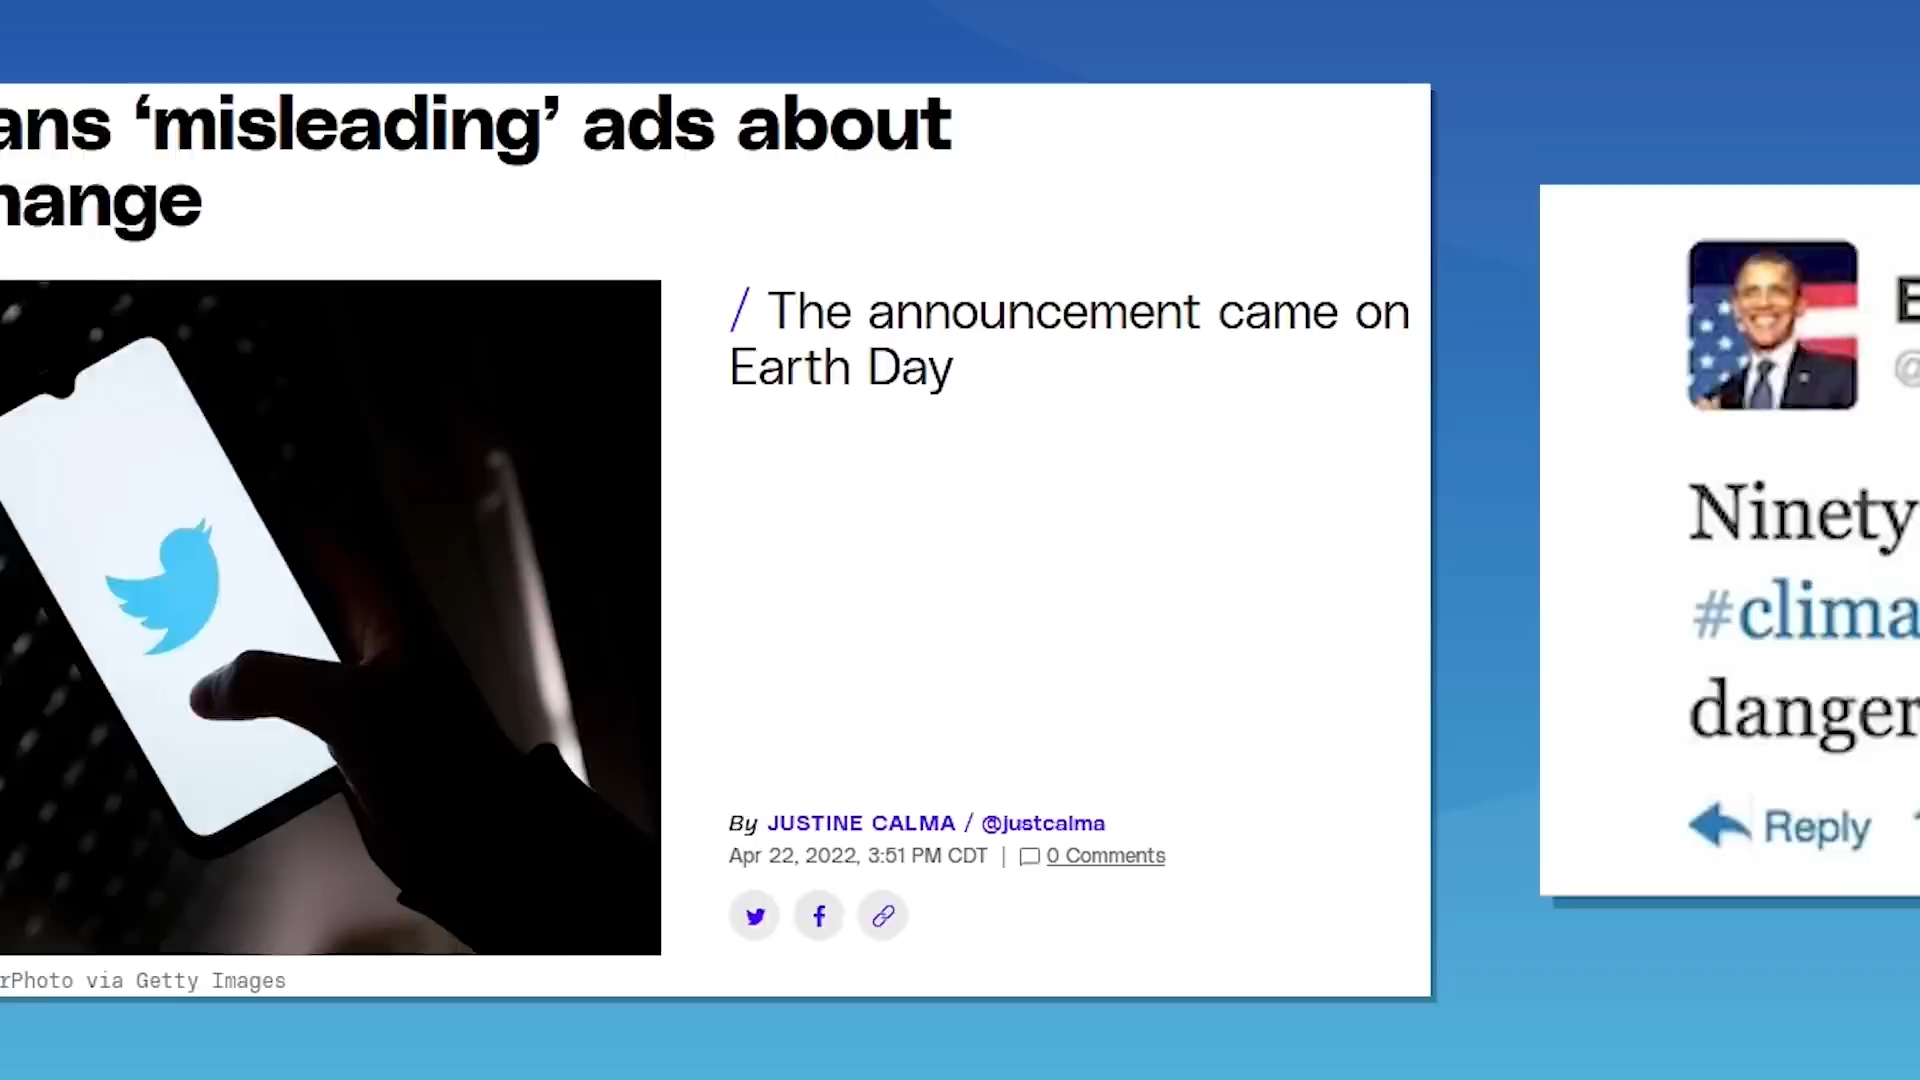 ans ‘misleading’ ads about
hange
/ The announcement came on
Earth Day
By JUSTINE CALMA / @justcalma
Apr 22, 2022, 3:51 PM CDT | 0 Comments
rPhoto via Getty Images
@
Ninety
#clima
danger
Reply